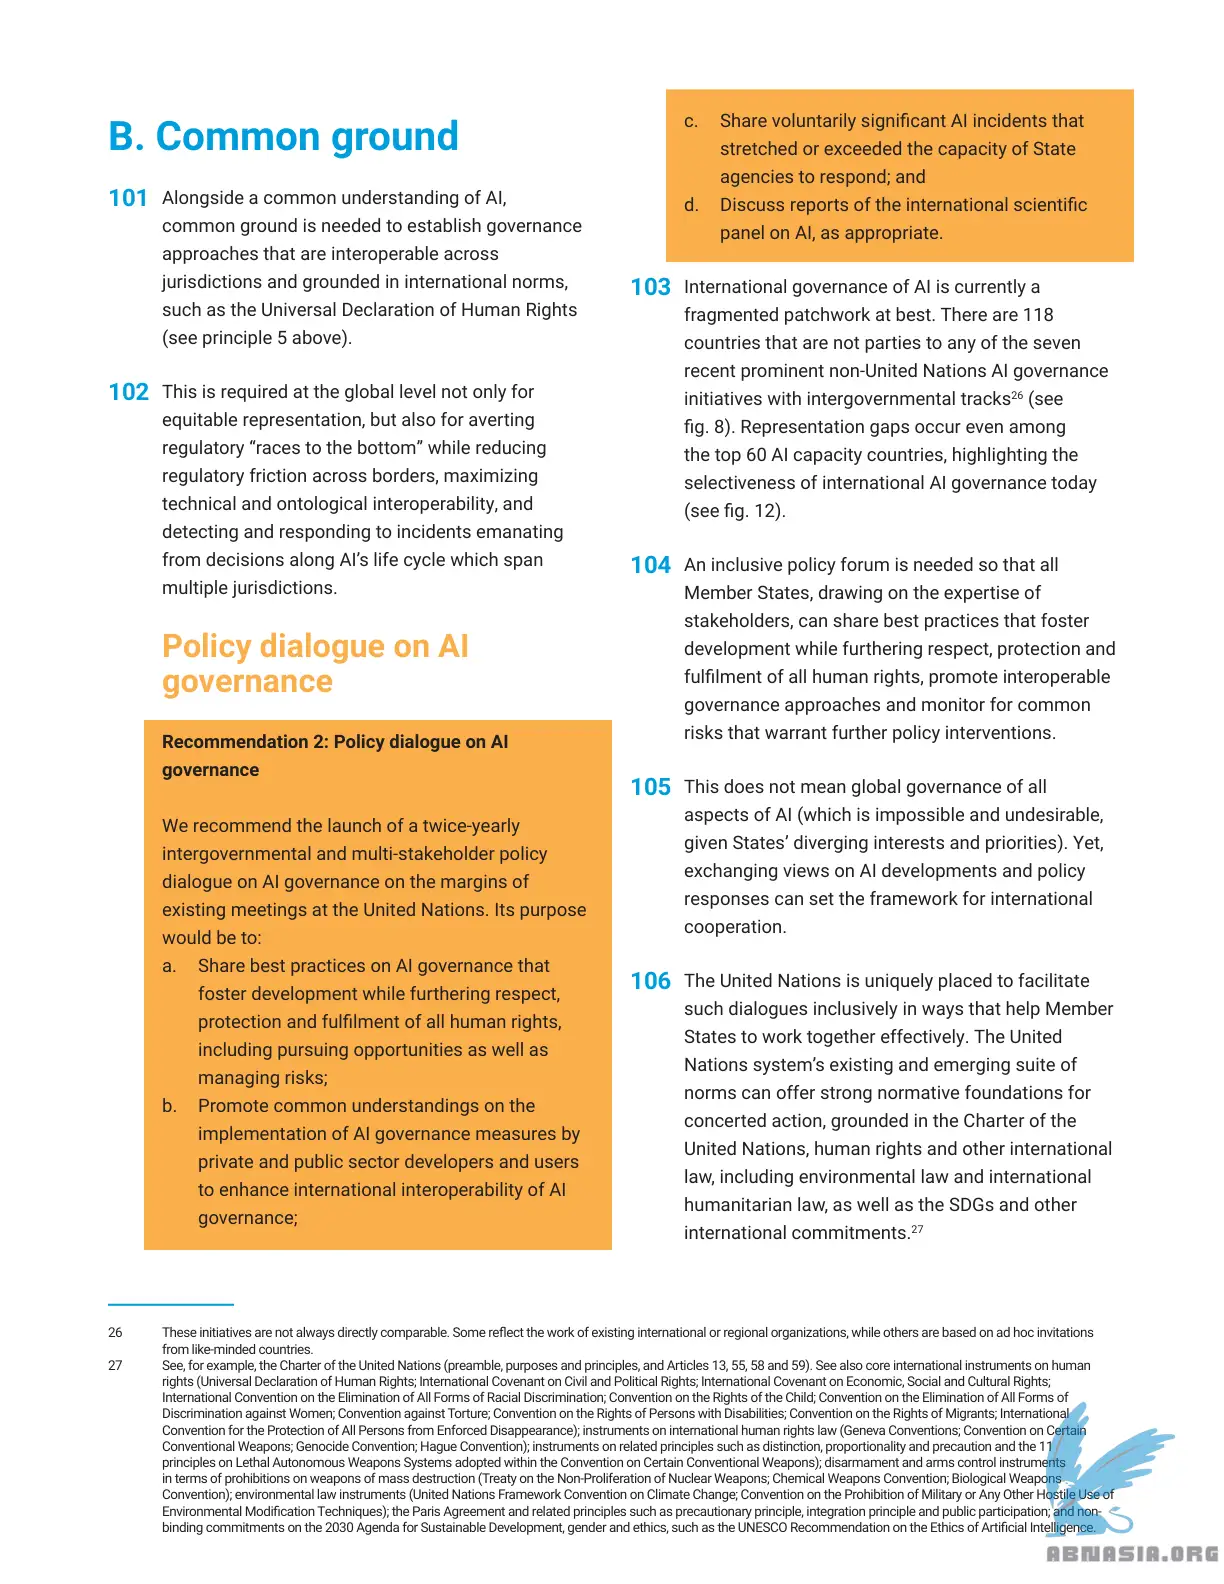 B. Common ground
101 Alongside a common understanding of AI,
common ground is needed to establish governance
approaches that are interoperable across
jurisdictions and grounded in international norms,
such as the Universal Declaration of Human Rights
(see principle 5 above).
102 This is required at the global level not only for
equitable representation, but also for averting
regulatory “races to the bottom” while reducing
regulatory friction across borders, maximizing
technical and ontological interoperability, and
detecting and responding to incidents emanating
from decisions along AI’s life cycle which span
multiple jurisdictions.
Policy dialogue on AI
governance
Recommendation 2: Policy dialogue on AI
governance
We recommend the launch of a twice-yearly
intergovernmental and multi-stakeholder policy
dialogue on AI governance on the margins of
existing meetings at the United Nations. Its purpose
would be to:
a. Share best practices on AI governance that
foster development while furthering respect,
protection and fulfilment of all human rights,
including pursuing opportunities as well as
managing risks;
b. Promote common understandings on the
implementation of AI governance measures by
private and public sector developers and users
to enhance international interoperability of AI
governance;
c. Share voluntarily significant AI incidents that
stretched or exceeded the capacity of State
agencies to respond; and
d. Discuss reports of the international scientific
panel on AI, as appropriate.
103 International governance of AI is currently a
fragmented patchwork at best. There are 118
countries that are not parties to any of the seven
recent prominent non-United Nations AI governance
initiatives with intergovernmental tracks26 (see
fig. 8). Representation gaps occur even among
the top 60 AI capacity countries, highlighting the
selectiveness of international AI governance today
(see fig. 12).
104 An inclusive policy forum is needed so that all
Member States, drawing on the expertise of
stakeholders, can share best practices that foster
development while furthering respect, protection and
fulfilment of all human rights, promote interoperable
governance approaches and monitor for common
risks that warrant further policy interventions.
105 This does not mean global governance of all
aspects of AI (which is impossible and undesirable,
given States’ diverging interests and priorities). Yet,
exchanging views on AI developments and policy
responses can set the framework for international
cooperation.
106 The United Nations is uniquely placed to facilitate
such dialogues inclusively in ways that help Member
States to work together effectively. The United
Nations system’s existing and emerging suite of
norms can offer strong normative foundations for
concerted action, grounded in the Charter of the
United Nations, human rights and other international
law, including environmental law and international
humanitarian law, as well as the SDGs and other
international commitments.27
26 These initiatives are not always directly comparable. Some reflect the work of existing international or regional organizations, while others are based on ad hoc invitations
from like-minded countries.
27 See, for example, the Charter of the United Nations (preamble, purposes and principles, and Articles 13, 55, 58 and 59). See also core international instruments on human
rights (Universal Declaration of Human Rights; International Covenant on Civil and Political Rights; International Covenant on Economic, Social and Cultural Rights;
International Convention on the Elimination of All Forms of Racial Discrimination; Convention on the Rights of the Child; Convention on the Elimination of All Forms of
Discrimination against Women; Convention against Torture; Convention on the Rights of Persons with Disabilities; Convention on the Rights of Migrants; International
Convention for the Protection of All Persons from Enforced Disappearance); instruments on international human rights law (Geneva Conventions; Convention on Certain
Conventional Weapons; Genocide Convention; Hague Convention); instruments on related principles such as distinction, proportionality and precaution and the 11
principles on Lethal Autonomous Weapons Systems adopted within the Convention on Certain Conventional Weapons); disarmament and arms control instruments
in terms of prohibitions on weapons of mass destruction (Treaty on the Non-Proliferation of Nuclear Weapons; Chemical Weapons Convention; Biological Weapons
Convention); environmental law instruments (United Nations Framework Convention on Climate Change; Convention on the Prohibition of Military or Any Other Hostile Use of
Environmental Modification Techniques); the Paris Agreement and related principles such as precautionary principle, integration principle and public participation; and non-
binding commitments on the 2030 Agenda for Sustainable Development, gender and ethics, such as the UNESCO Recommendation on the Ethics of Artificial Intelligence.
ABNASIA.ORG